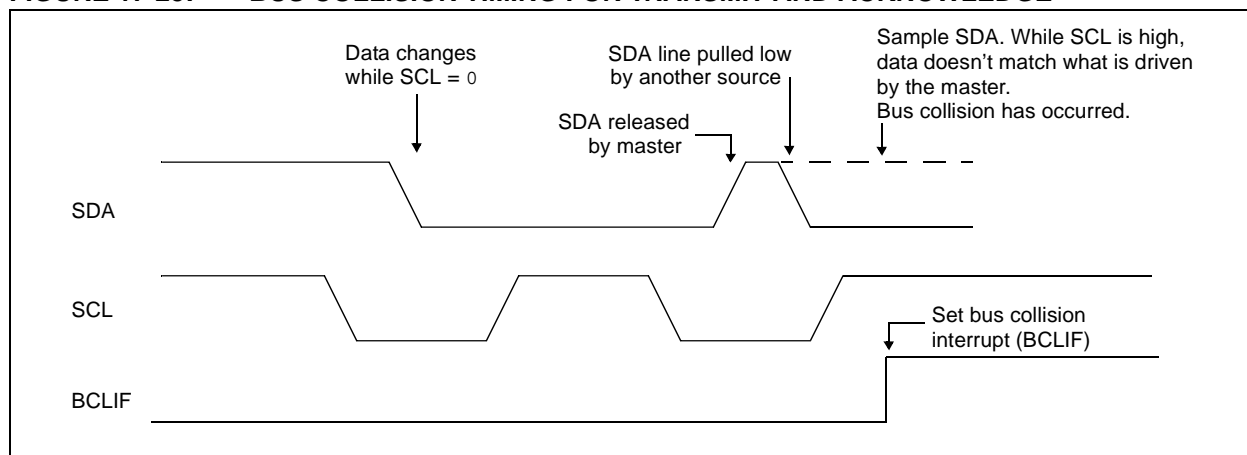 FIGURE BUS COLLISION TIMING FOR TRANSMIT AND ACKNOWLEDGE
Data changes
while SCL = 0
SDA line pulled low
by another source
SDA released
by master
Sample SDA. While SCL is high,
data doesn't match what is driven
by the master.
Bus collision has occurred.
SDA
SCL
Set bus collision
interrupt (BCLIF)
BCLIF